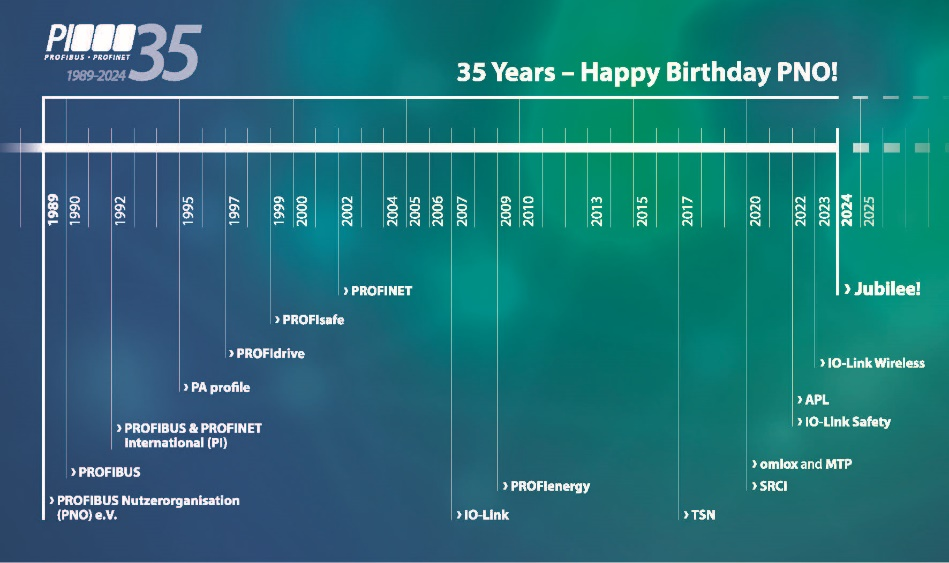 PI 35
PROFIBUS • PROFINET
1989-2024
35 Years – Happy Birthday PNO!
1989
1990
1992
1995
1997
1999
2000
2002
2004
2005
2006
2007
2009
2010
2013
2015
2017
2020
2022
2023
2024
2025
› PROFINET
› Jubilee!
› PROFIsafe
› PROFIdrive
› IO-Link Wireless
› PA profile
› APL
› IO-Link Safety
› PROFIBUS & PROFINET
International (PI)
› omlox and MTP
› PROFIBUS
› SRCI
› PROFIenergy
› PROFIBUS Nutzerorganisation
(PNO) e.V.
› IO-Link
› TSN